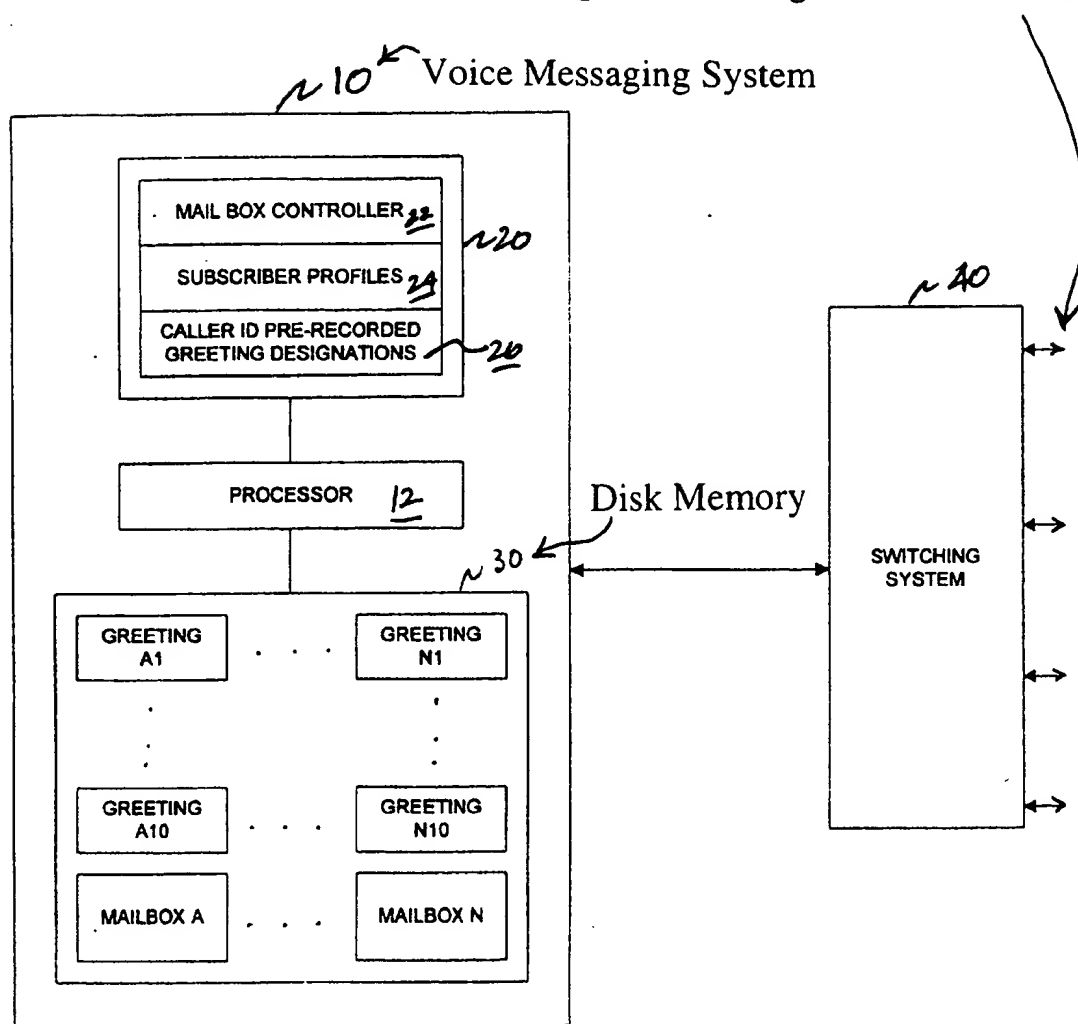 10 Voice Messaging System
MAIL BOX CONTROLLER 22
20
SUBSCRIBER PROFILES 24
CALLER ID PRE-RECORDED
GREETING DESIGNATIONS 26
40
PROCESSOR 12
Disk Memory
30
SWITCHING
SYSTEM
GREETING
A1
GREETING
N1
GREETING
A10
GREETING
N10
MAILBOX A
MAILBOX N